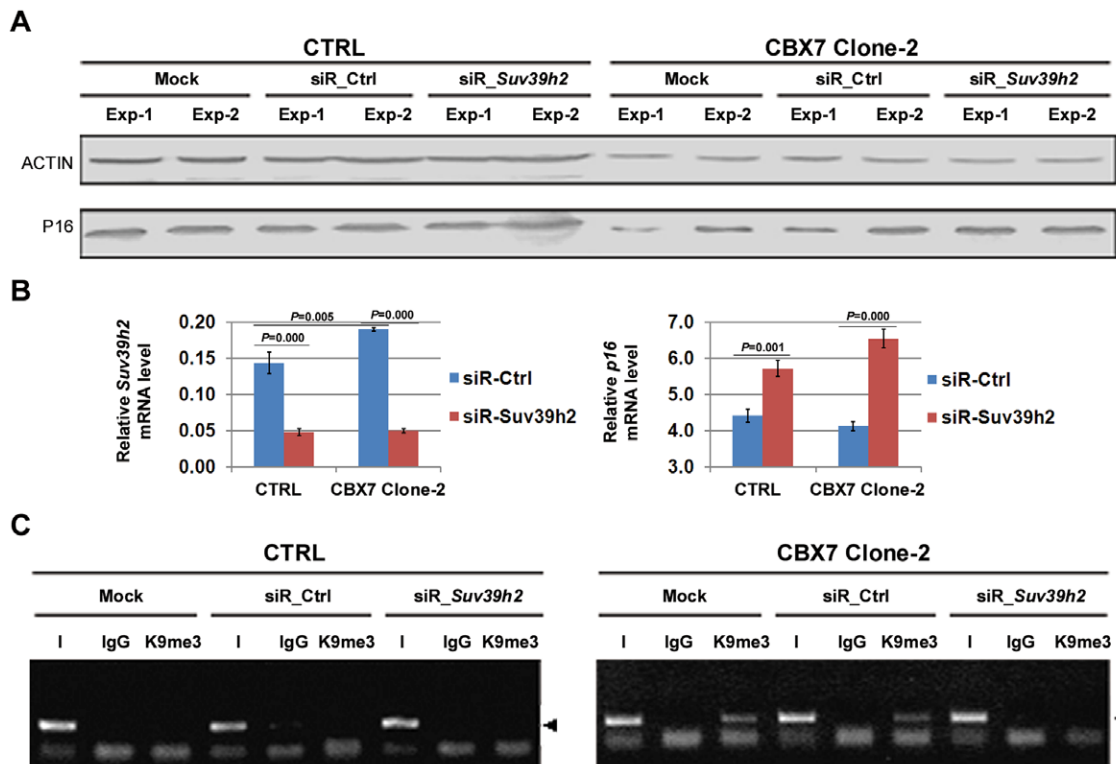 A
CTRL CBX7 Clone-2
Mock siR_Ctrl siR_Suv39h2 Mock siR_Ctrl siR_Suv39h2
Exp-1 Exp-2 Exp-1 Exp-2 Exp-1 Exp-2 Exp-1 Exp-2 Exp-1 Exp-2 Exp-1 Exp-2
ACTIN
P16
B
Relative Suv39h2
mRNA level
0.20
0.15
0.10
0.05
0.00
P=0.005
P=0.000
P=0.000
siR-Ctrl
siR-Suv39h2
CTRL CBX7 Clone-2
Relative p16
mRNA level
7.0
6.0
5.0
4.0
3.0
P=0.001
P=0.000
siR-Ctrl
siR-Suv39h2
CTRL CBX7 Clone-2
C
CTRL CBX7 Clone-2
Mock siR_Ctrl siR_Suv39h2 Mock siR_Ctrl siR_Suv39h2
I IgG K9me3 I IgG K9me3 I IgG K9me3 I IgG K9me3 I IgG K9me3 I IgG K9me3